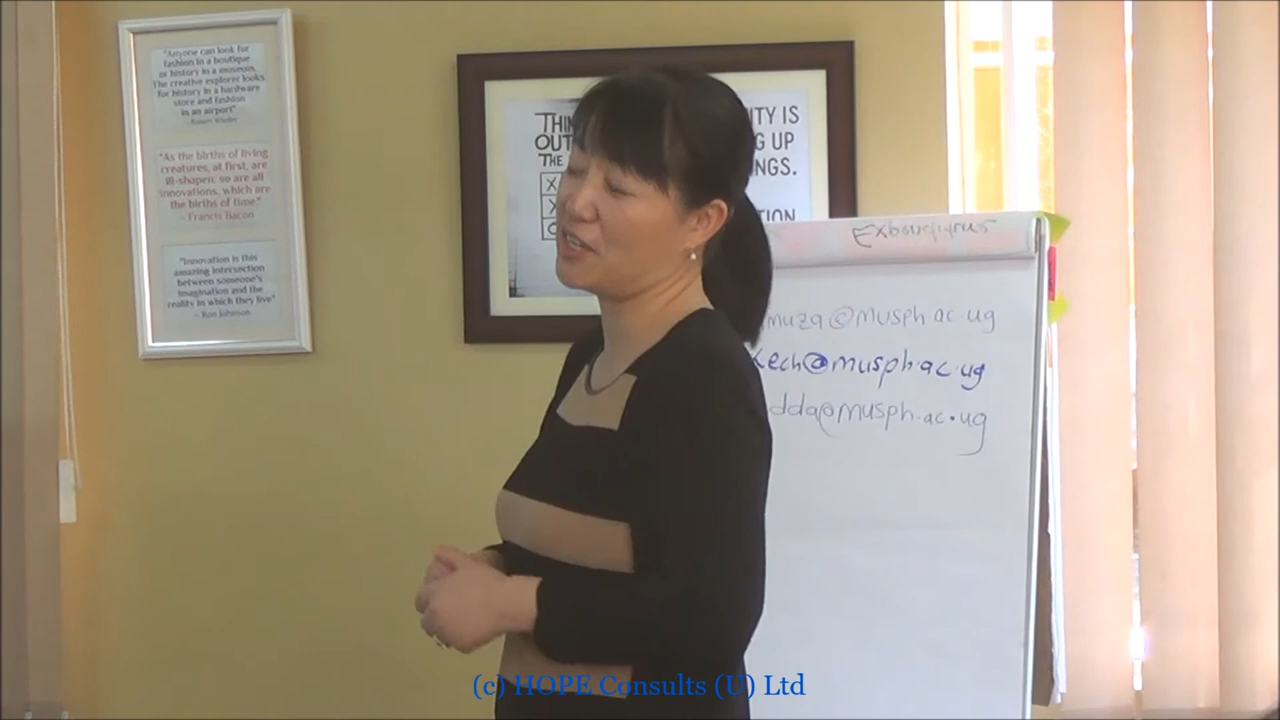 "Anyone can look for
fashion in a boutique
or history in a museum.
The creative explorer looks
for history in a hardware
store and fashion
in an airport"
"As the births of living
creatures, at first, are
ill-shapen: so are all
innovations, which are
the births of time."
– Francis Bacon
"Innovation is this
amazing intersection
between someone's
imagination and the
reality in which they live"
– Ron Johnson
THIN
OUT
THE
X
X
O
ITY IS
G UP
NGS.
TION
muza@musph.ac.ug
kech@musph.ac.ug
dda@musph.ac.ug
(c) HOPE Consults (U) Ltd